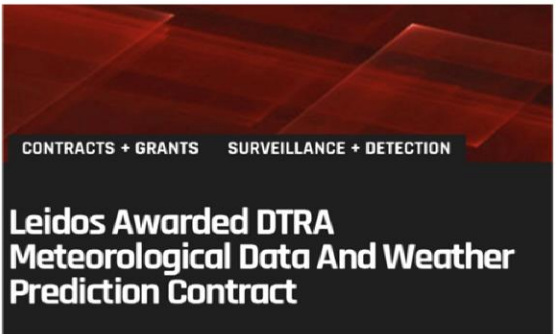 CONTRACTS + GRANTS SURVEILLANCE + DETECTION
Leidos Awarded DTRA
Meteorological Data And Weather
Prediction Contract